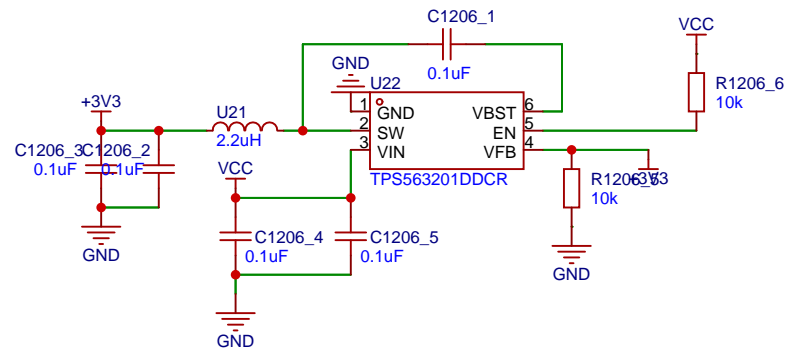 C1206_1
0.1uF
VCC
R1206_6
10k
GND
U22
1
GND
VBST
6
2
SW
EN
5
3
VIN
VFB
4
TPS563201DDCR
+3V3
U21
2.2uH
C1206_3
0.1uF
C1206_2
0.1uF
GND
VCC
C1206_4
0.1uF
C1206_5
0.1uF
GND
R1206_5
10k
+3V3
GND